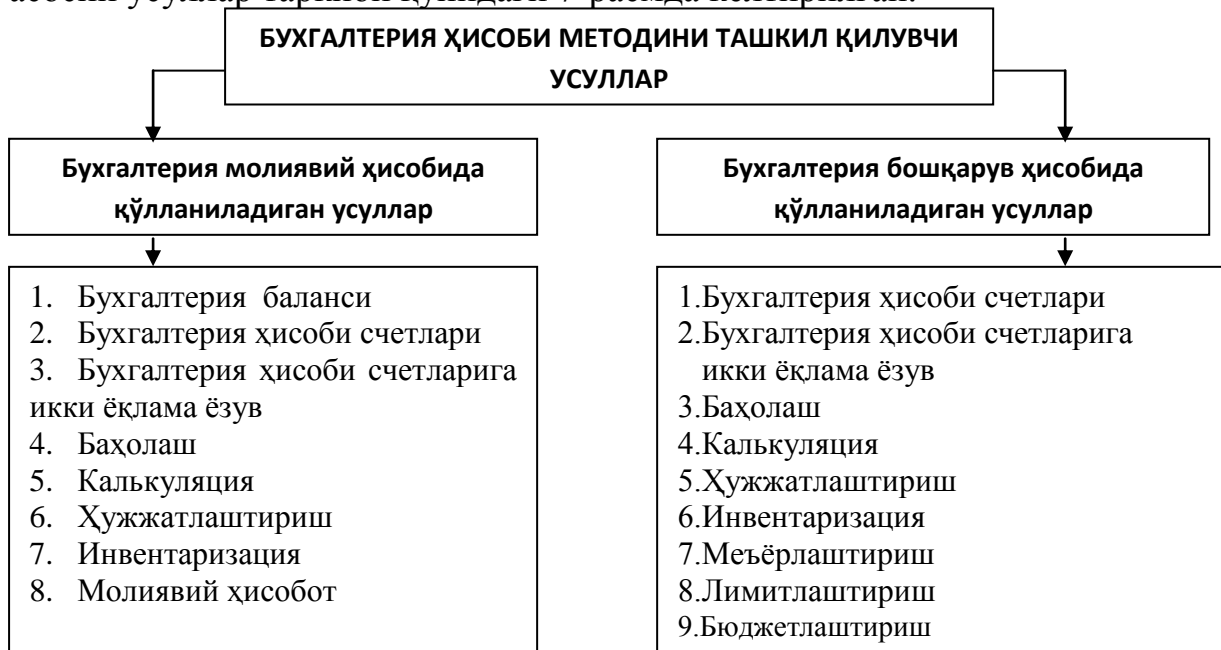 БУХГАЛТЕРИЯ ҲИСОБИ МЕТОДИНИ ТАШКИЛ ҚИЛУВЧИ
УСУЛЛАР
Бухгалтерия молиявий ҳисобида
қўлланиладиган усуллар
Бухгалтерия бошқарув ҳисобида
қўлланиладиган усуллар
1. Бухгалтерия баланси
2. Бухгалтерия ҳисоби счетлари
3. Бухгалтерия ҳисоби счетларига
икки ёқлама ёзув
4. Баҳолаш
5. Калькуляция
6. Ҳужжатлаштириш
7. Инвентаризация
8. Молиявий ҳисобот
1.Бухгалтерия ҳисоби счетлари
2.Бухгалтерия ҳисоби счетларига
икки ёқлама ёзув
3.Баҳолаш
4.Калькуляция
5.Ҳужжатлаштириш
6.Инвентаризация
7.Меъёрлаштириш
8.Лимитлаштириш
9.Бюджетлаштириш